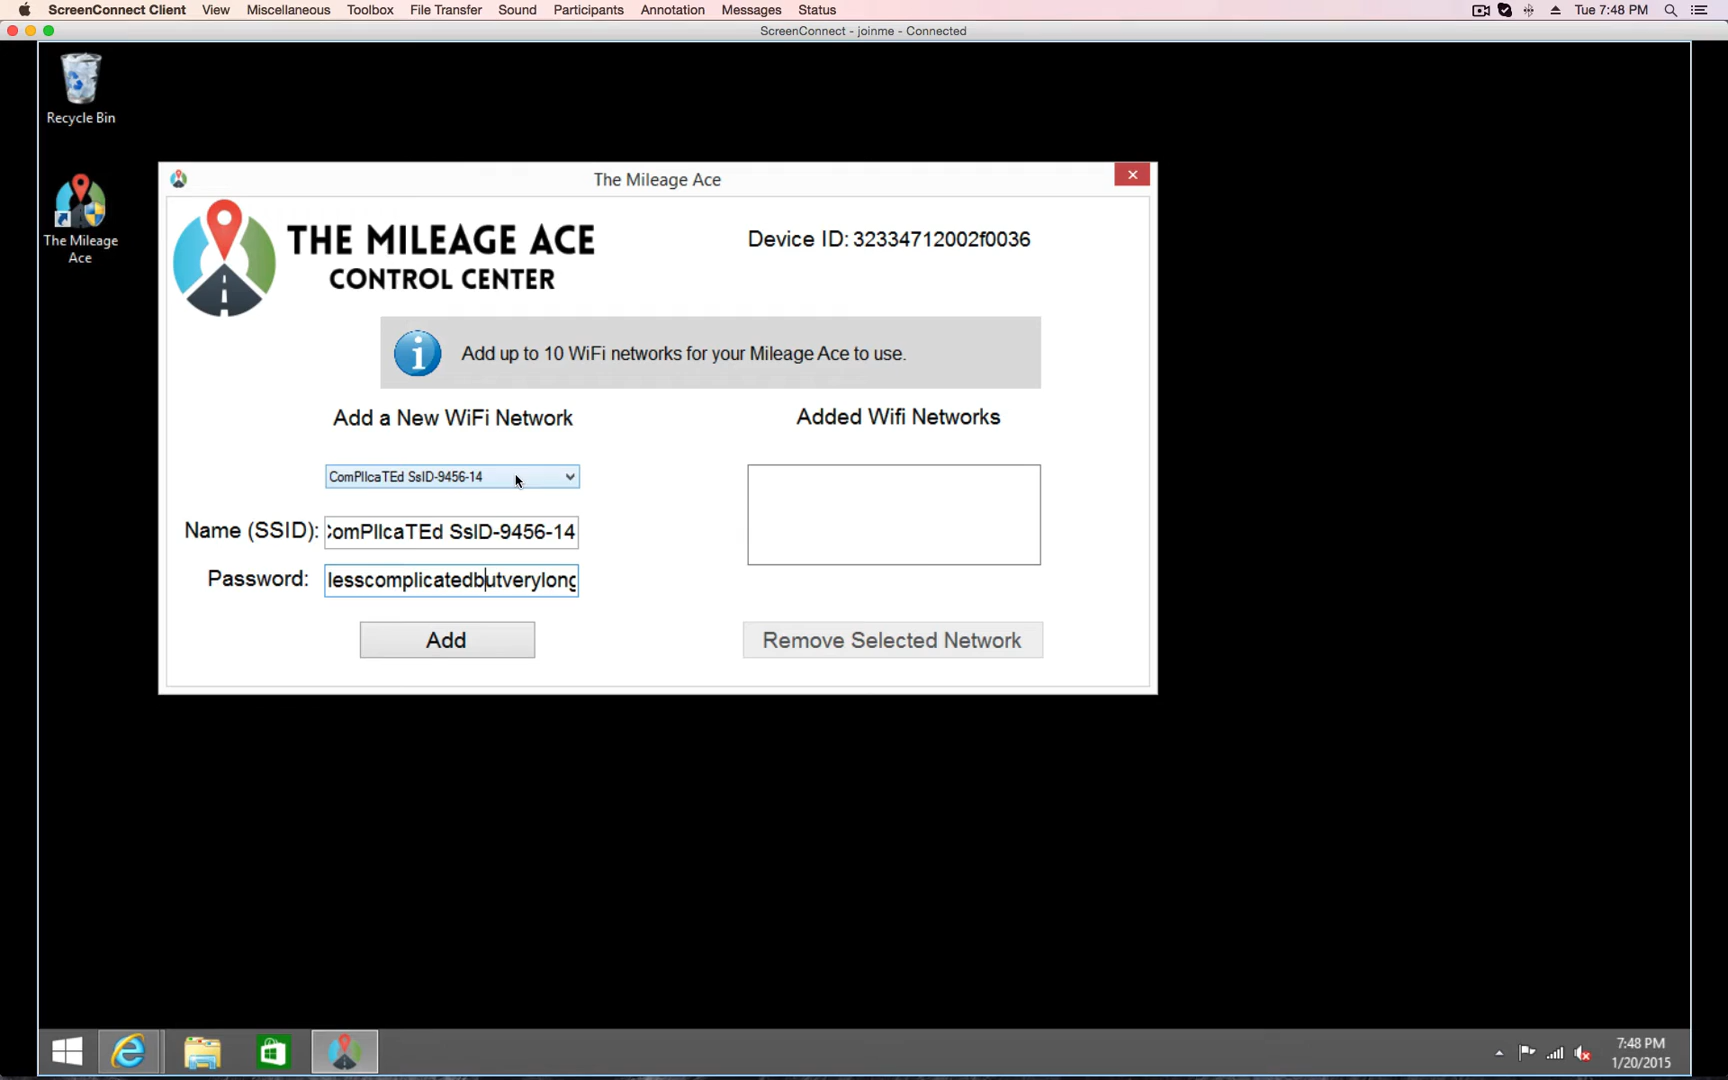 ScreenConnect Client View Miscellaneous Toolbox File Transfer Sound Participants Annotation Messages Status Tue 7:48 PM
ScreenConnect - joinme - Connected
Recycle Bin
The Mileage Ace
The Mileage
Ace
THE MILEAGE ACE
CONTROL CENTER
Device ID: 32334712002f0036
Add up to 10 WiFi networks for your Mileage Ace to use.
Add a New WiFi Network
Added Wifi Networks
ComPlIcaTEd SsID-9456-14
Name (SSID): ComPlIcaTEd SsID-9456-14
Password: lesscomplicatedbutverylong
Add
Remove Selected Network
7:48 PM
1/20/2015